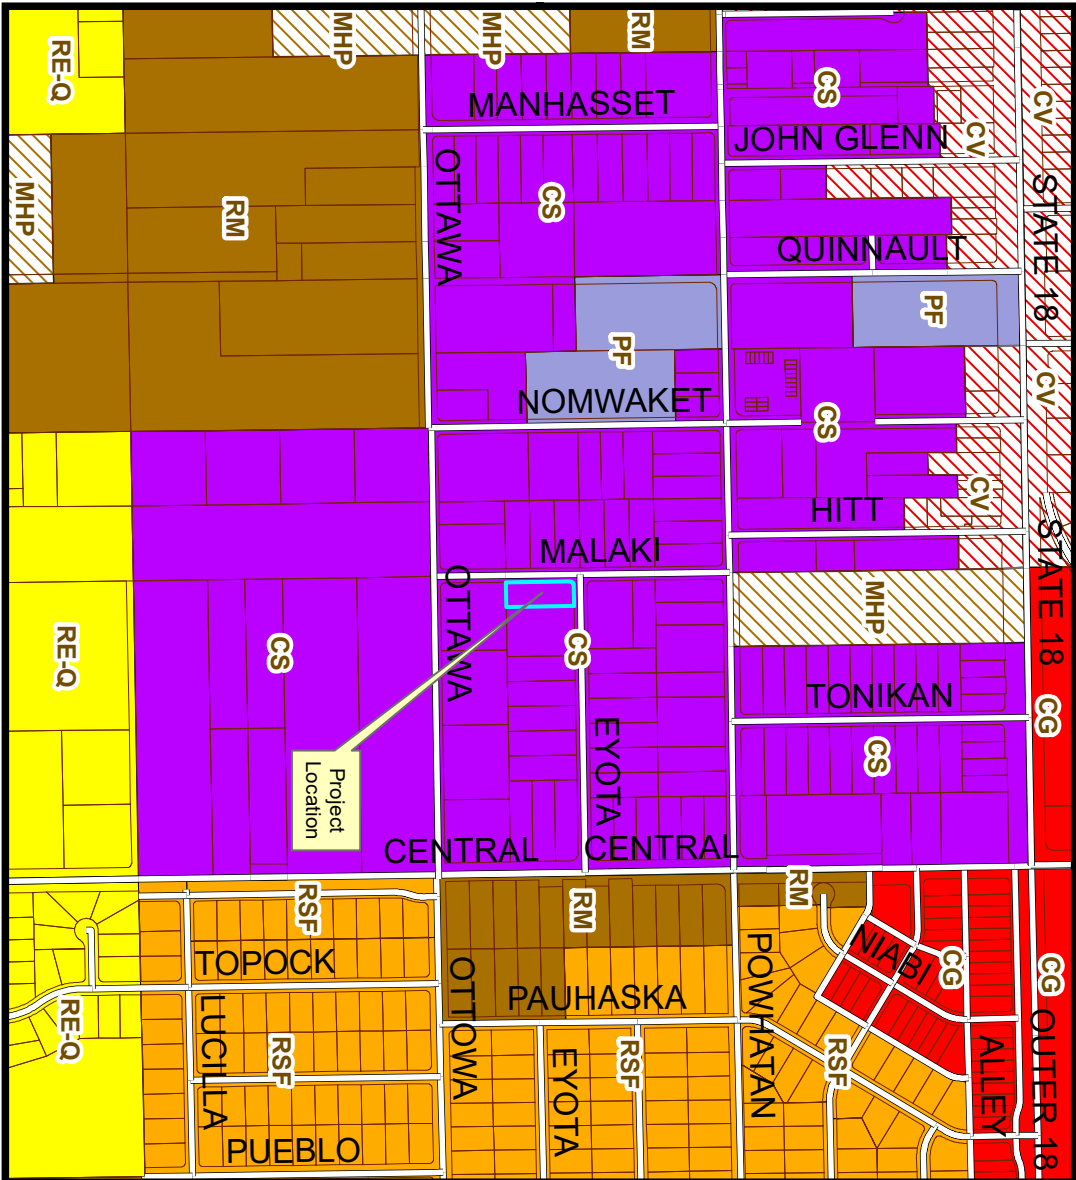 RE-Q
MHP
MHP
RM
CS
CV
CV
MANHASSET
JOHN GLENN
STATE 18
MHP
RM
OTTAWA
CS
QUINNAULT
PF
PF
NOMWAKET
CS
CV
CV
HITT
MALAKI
STATE 18
OTTAWA
MHP
RE-Q
CS
CS
TONIKAN
CG
EYOTA
CS
Project
Location
CENTRAL
CENTRAL
RSF
RM
RM
NIABI
CG
CG
TOPOCK
OTTOWA
PAUHASKA
POWHATAN
RE-Q
LUCILLA
RSF
EYOTA
RSF
RSF
ALLEY
OUTER 18
PUEBLO